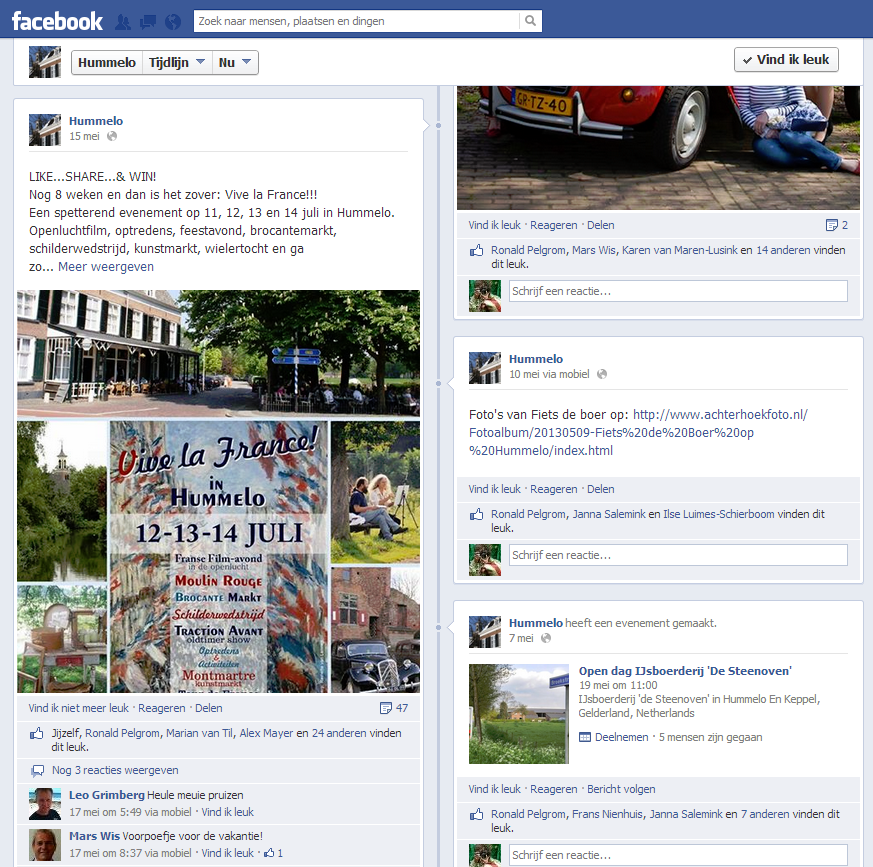 facebook
Zoek naar mensen, plaatsen en dingen
Hummelo
Tijdlijn
Nu
Vind ik leuk
Hummelo
15 mei
LIKE...SHARE...& WIN!
Nog 8 weken en dan is het zover: Vive la France!!!
Een spetterend evenement op 11, 12, 13 en 14 juli in Hummelo.
Openluchtfilm, optredens, feestavond, brocantemarkt,
schilderwedstrijd, kunstmarkt, wielertocht en ga
zo... Meer weergeven
Vive la France!
in
Hummelo
12-13-14 JULI
Franse Film-avond
in de openlucht
Moulin Rouge
Brocante Markt
Schilderwedstrijd
Traction Avant
oldtimer show
Optredens
&
Activiteiten
Montmartre
kunstmarkt
Vind ik niet meer leuk · Reageren · Delen
47
Jijzelf, Ronald Pelgrom, Marian van Til, Alex Mayer en 24 anderen vinden
dit leuk.
Nog 3 reacties weergeven
Leo Grimberg Heule meuie pruizen
17 mei om 5:49 via mobiel · Vind ik leuk
Mars Wis Voorpoefje voor de vakantie!
17 mei om 8:37 via mobiel · Vind ik leuk · 1
GR-TZ-40
Vind ik leuk · Reageren · Delen
2
Ronald Pelgrom, Mars Wis, Karen van Maren-Lusink en 14 anderen vinden
dit leuk.
Schrijf een reactie...
Hummelo
10 mei via mobiel
Foto's van Fiets de boer op: http://www.achterhoekfoto.nl/
Fotoalbum/20130509-Fiets%20de%20Boer%20op
%20Hummelo/index.html
Vind ik leuk · Reageren · Delen
Ronald Pelgrom, Janna Salemink en Ilse Luimes-Schierboom vinden dit
leuk.
Schrijf een reactie...
Hummelo heeft een evenement gemaakt.
7 mei
Open dag IJsboerderij 'De Steenoven'
19 mei om 11:00
IJsboerderij 'de Steenoven' in Hummelo En Keppel,
Gelderland, Netherlands
Deelnemen · 5 mensen zijn gegaan
Vind ik leuk · Reageren · Bericht volgen
Ronald Pelgrom, Frans Nienhuis, Janna Salemink en 7 anderen vinden dit
leuk.
Schrijf een reactie...